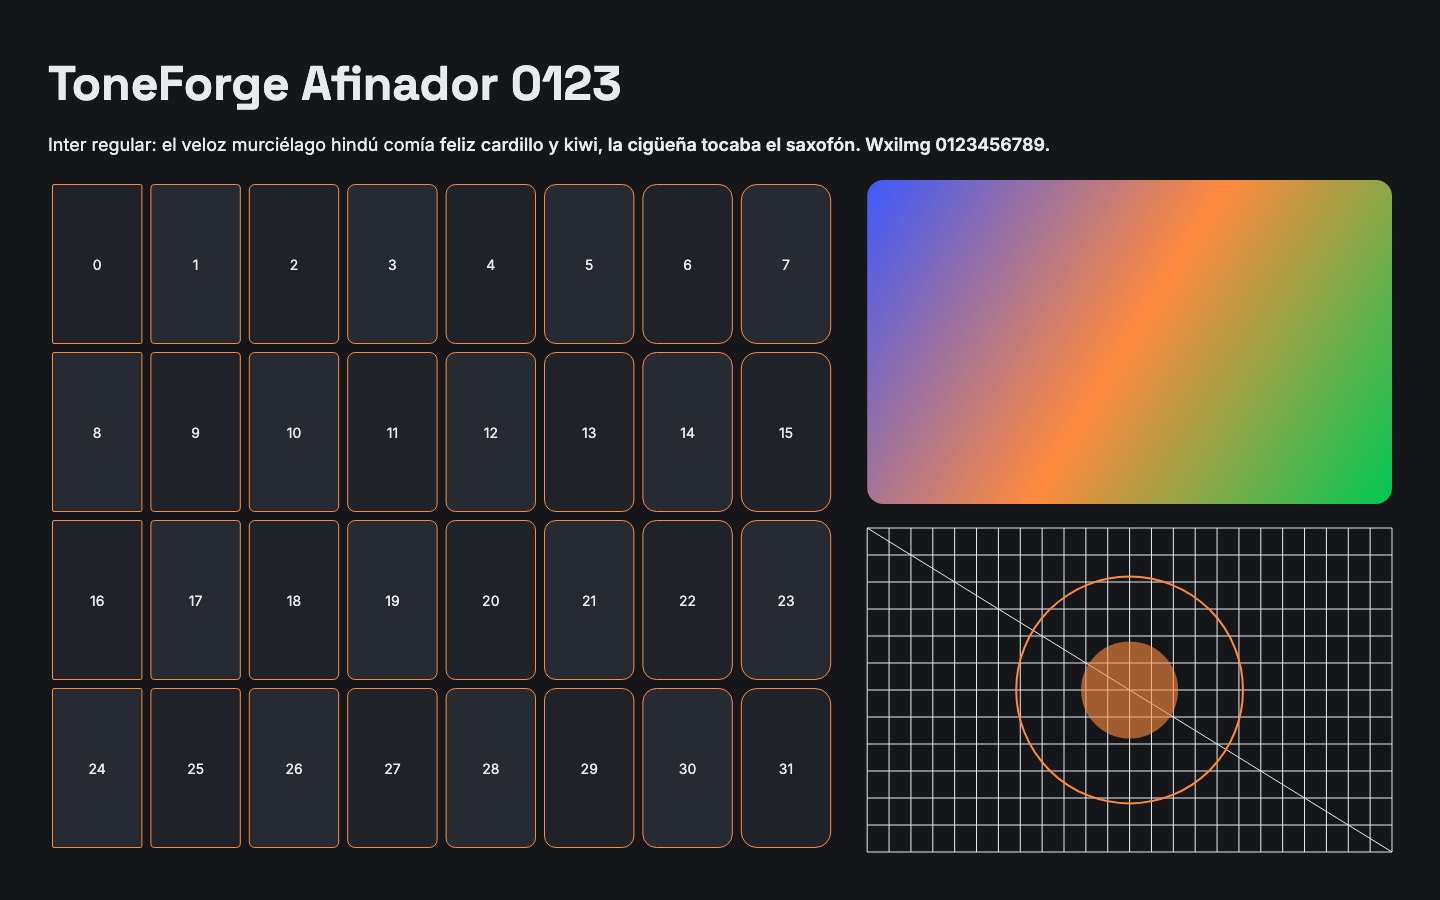 ToneForge Afinador 0123
Inter regular: el veloz murciélago hindú comía feliz cardillo y kiwi, la cigüeña tocaba el saxofón. Wxilmg 0123456789.
0 1 2 3 4 5 6 7
8 9 10 11 12 13 14 15
16 17 18 19 20 21 22 23
24 25 26 27 28 29 30 31